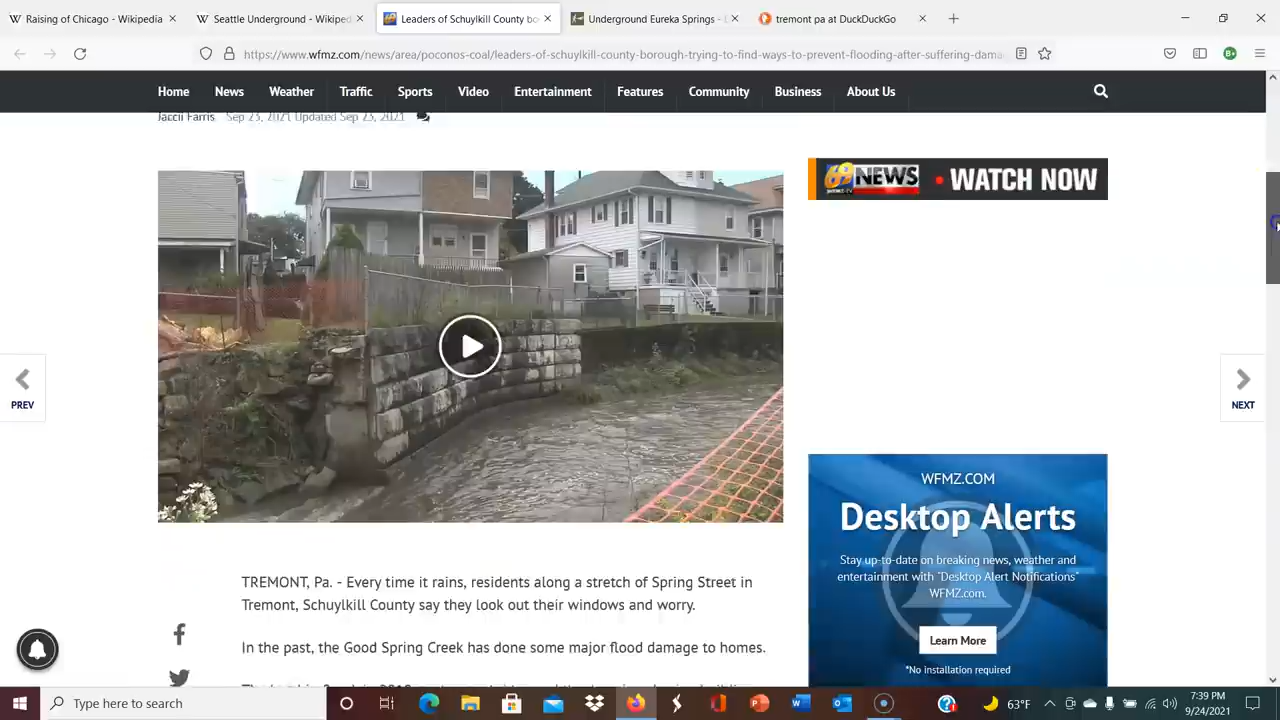 Raising of Chicago - Wikipedia
Seattle Underground - Wikiped
Leaders of Schuylkill County bo
Underground Eureka Springs - E
tremont pa at DuckDuckGo
https://www.wfmz.com/news/area/poconos-coal/leaders-of-schuylkill-county-borough-trying-to-find-ways-to-prevent-flooding-after-suffering-dama
Home News Weather Traffic Sports Video Entertainment Features Community Business About Us
Jaccii Farris Sep 23, 2021 Updated Sep 23, 2021
69 NEWS • WATCH NOW
PREV
NEXT
WFMZ.COM
Desktop Alerts
Stay up-to-date on breaking news, weather and
entertainment with "Desktop Alert Notifications"
WFMZ.com.
Learn More
*No installation required
TREMONT, Pa. - Every time it rains, residents along a stretch of Spring Street in
Tremont, Schuylkill County say they look out their windows and worry.
In the past, the Good Spring Creek has done some major flood damage to homes.
Type here to search
63°F
7:39 PM
9/24/2021